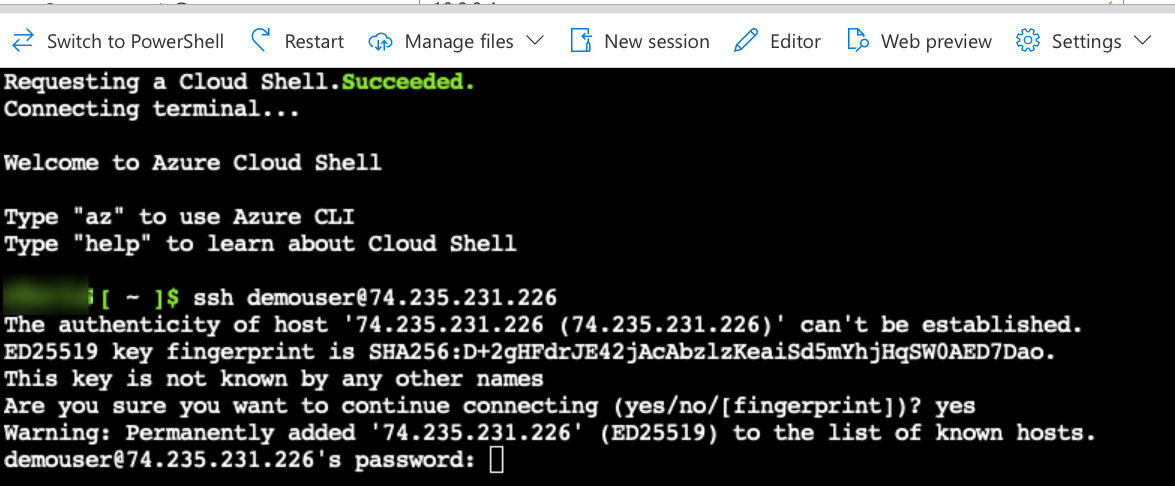 Switch to PowerShell Restart Manage files New session Editor Web preview Settings
Requesting a Cloud Shell.Succeeded.
Connecting terminal...
Welcome to Azure Cloud Shell
Type "az" to use Azure CLI
Type "help" to learn about Cloud Shell
[ ~ ]$ ssh demouser@74.235.231.226
The authenticity of host '74.235.231.226 (74.235.231.226)' can't be established.
ED25519 key fingerprint is SHA256:D+2gHFdrJE42jAcAbzlzKeaiSd5mYhjHqSW0AED7Dao.
This key is not known by any other names
Are you sure you want to continue connecting (yes/no/[fingerprint])? yes
Warning: Permanently added '74.235.231.226' (ED25519) to the list of known hosts.
demouser@74.235.231.226's password: